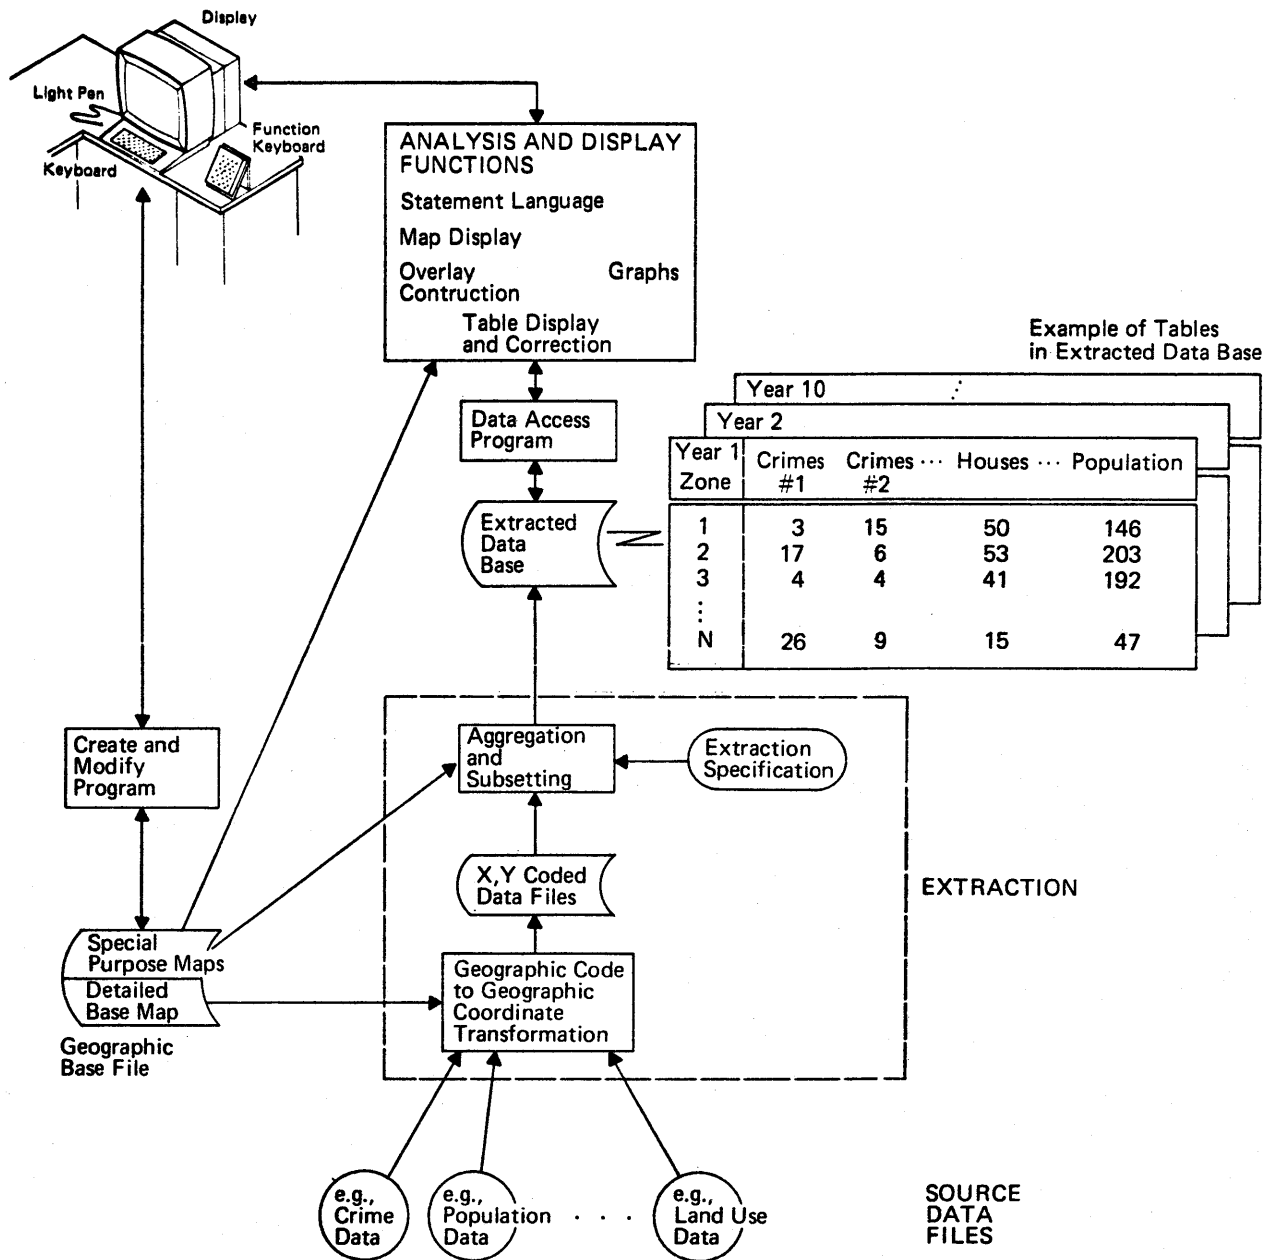 Display
Light Pen
Function
Keyboard
Keyboard
ANALYSIS AND DISPLAY
FUNCTIONS
Statement Language
Map Display
Overlay Graphs
Contruction
Table Display
and Correction
Example of Tables
in Extracted Data Base
Data Access
Program
Year 10 ⋮
Year 2
Year 1 Crimes Crimes ··· Houses ··· Population
Zone #1 #2
Extracted
Data
Base
1 3 15 50 146
2 17 6 53 203
3 4 4 41 192
⋮
N 26 9 15 47
Create and
Modify
Program
Aggregation
and
Subsetting
Extraction
Specification
X,Y Coded
Data Files
EXTRACTION
Special
Purpose Maps
Detailed
Base Map
Geographic
Base File
Geographic Code
to Geographic
Coordinate
Transformation
e.g.,
Crime
Data
e.g.,
Population
Data
. . . .
e.g.,
Land Use
Data
SOURCE
DATA
FILES